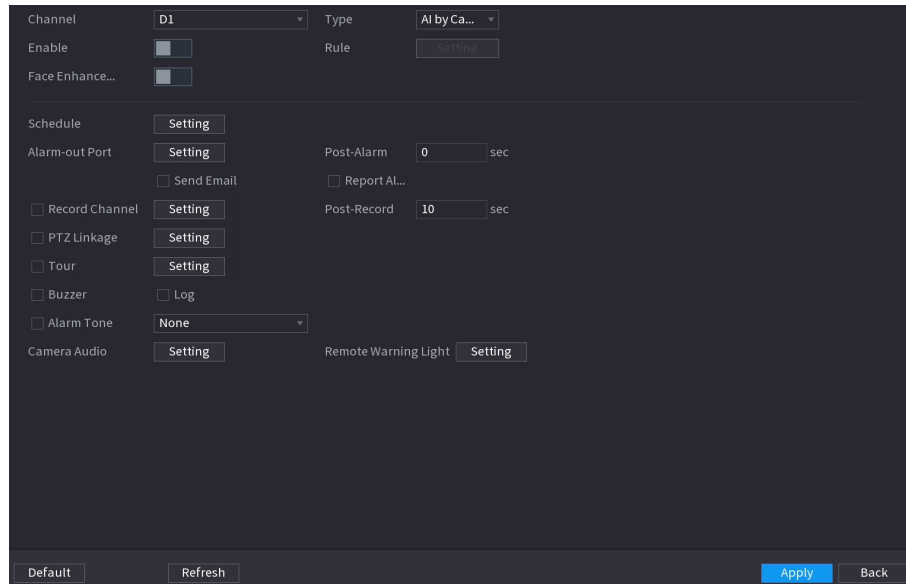 Channel D1 Type AI by Ca...
Enable Rule Setting
Face Enhance...
Schedule Setting
Alarm-out Port Setting Post-Alarm 0 sec
Send Email Report Al...
Record Channel Setting Post-Record 10 sec
PTZ Linkage Setting
Tour Setting
Buzzer Log
Alarm Tone None
Camera Audio Setting Remote Warning Light Setting
Default Refresh Apply Back